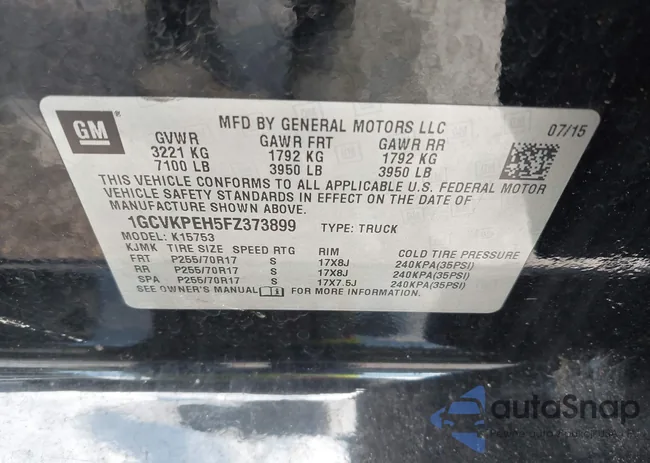 GM
MFD BY GENERAL MOTORS LLC 07/15
GVWR GAWR FRT GAWR RR
3221 KG 1792 KG 1792 KG
7100 LB 3950 LB 3950 LB
THIS VEHICLE CONFORMS TO ALL APPLICABLE U.S. FEDERAL MOTOR
VEHICLE SAFETY STANDARDS IN EFFECT ON THE DATE OF
MANUFACTURE SHOWN ABOVE.
1GCVKPEH5FZ373899 TYPE: TRUCK
MODEL: K15753
KJMK TIRE SIZE SPEED RTG RIM COLD TIRE PRESSURE
FRT P255/70R17 S 17X8J 240KPA(35PSI)
RR P255/70R17 S 17X8J 240KPA(35PSI)
SPA P255/70R17 S 17X7.5J 240KPA(35PSI)
SEE OWNER'S MANUAL FOR MORE INFORMATION.
autoSnap